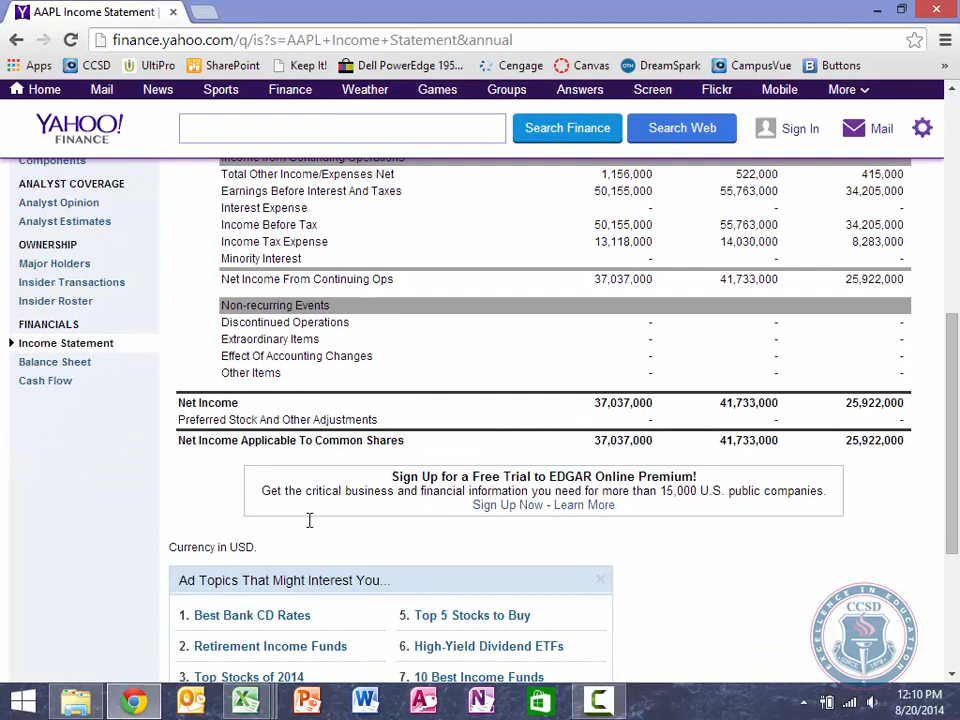 AAPL Income Statement
finance.yahoo.com/q/is?s=AAPL+Income+Statement&annual
Apps CCSD UltiPro SharePoint Keep It! Dell PowerEdge 195... Cengage Canvas DreamSpark CampusVue Buttons »
Home Mail News Sports Finance Weather Games Groups Answers Screen Flickr Mobile More
YAHOO! FINANCE Search Finance Search Web Sign In Mail
Components
ANALYST COVERAGE
Analyst Opinion
Analyst Estimates
OWNERSHIP
Major Holders
Insider Transactions
Insider Roster
FINANCIALS
Income Statement
Balance Sheet
Cash Flow
Income from Continuing Operations
Total Other Income/Expenses Net 1,156,000 522,000 415,000
Earnings Before Interest And Taxes 50,155,000 55,763,000 34,205,000
Interest Expense - - -
Income Before Tax 50,155,000 55,763,000 34,205,000
Income Tax Expense 13,118,000 14,030,000 8,283,000
Minority Interest - - -
Net Income From Continuing Ops 37,037,000 41,733,000 25,922,000
Non-recurring Events
Discontinued Operations - - -
Extraordinary Items - - -
Effect Of Accounting Changes - - -
Other Items - - -
Net Income 37,037,000 41,733,000 25,922,000
Preferred Stock And Other Adjustments - - -
Net Income Applicable To Common Shares 37,037,000 41,733,000 25,922,000
Sign Up for a Free Trial to EDGAR Online Premium!
Get the critical business and financial information you need for more than 15,000 U.S. public companies.
Sign Up Now - Learn More
Currency in USD.
Ad Topics That Might Interest You...
1. Best Bank CD Rates 5. Top 5 Stocks to Buy
2. Retirement Income Funds 6. High-Yield Dividend ETFs
3. Top Stocks of 2014 7. 10 Best Income Funds
CCSD
EXCELLENCE IN EDUCATION
SINCE 1978
12:10 PM
8/20/2014